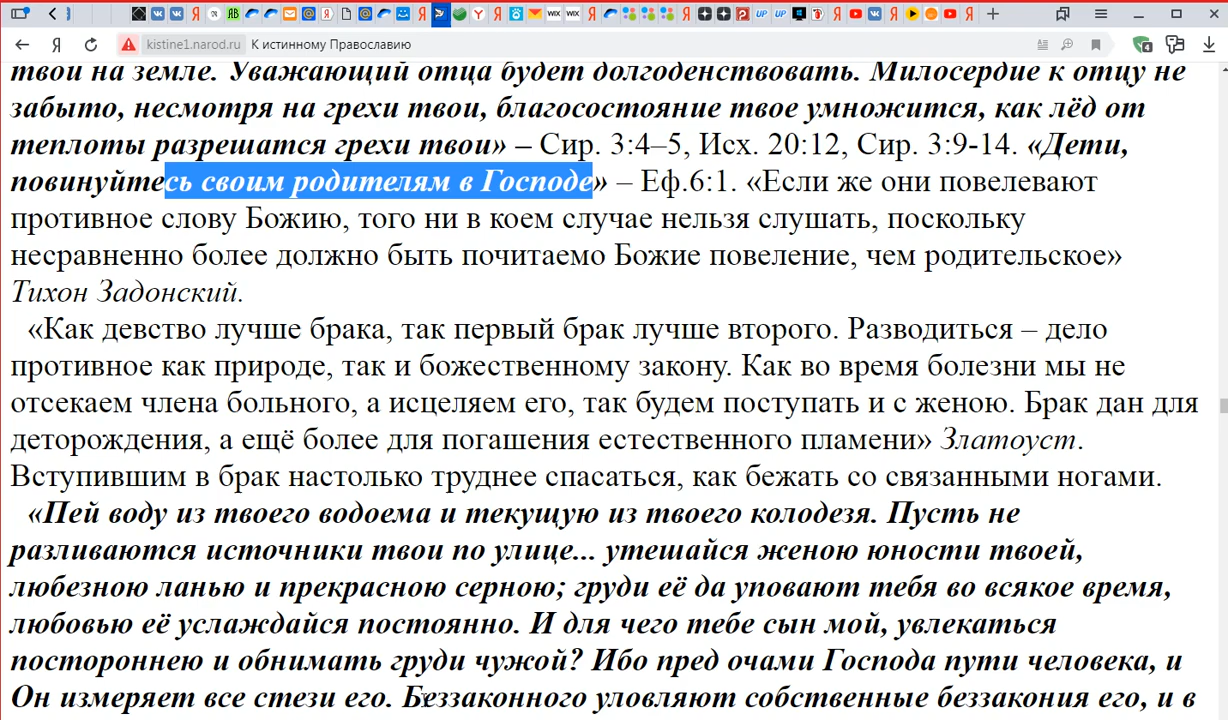 kistine1.narod.ru К истинному Православию
твои на земле. Уважающий отца будет долгоденствовать. Милосердие к отцу не
забыто, несмотря на грехи твои, благосостояние твое умножится, как лёд от
теплоты разрешатся грехи твои» – Сир. 3:4–5, Исх. 20:12, Сир. 3:9-14. «Дети,
повинуйтесь своим родителям в Господе» – Еф.6:1. «Если же они повелевают
противное слову Божию, того ни в коем случае нельзя слушать, поскольку
несравненно более должно быть почитаемо Божие повеление, чем родительское»
Тихон Задонский.
«Как девство лучше брака, так первый брак лучше второго. Разводиться – дело
противное как природе, так и божественному закону. Как во время болезни мы не
отсекаем члена больного, а исцеляем его, так будем поступать и с женою. Брак дан для
деторождения, а ещё более для погашения естественного пламени» Златоуст.
Вступившим в брак настолько труднее спасаться, как бежать со связанными ногами.
«Пей воду из твоего водоема и текущую из твоего колодезя. Пусть не
разливаются источники твои по улице... утешайся женою юности твоей,
любезною ланью и прекрасною серною; груди её да уповают тебя во всякое время,
любовью её услаждайся постоянно. И для чего тебе сын мой, увлекаться
постороннею и обнимать груди чужой? Ибо пред очами Господа пути человека, и
Он измеряет все стези его. Беззаконного уловляют собственные беззакония его, и в